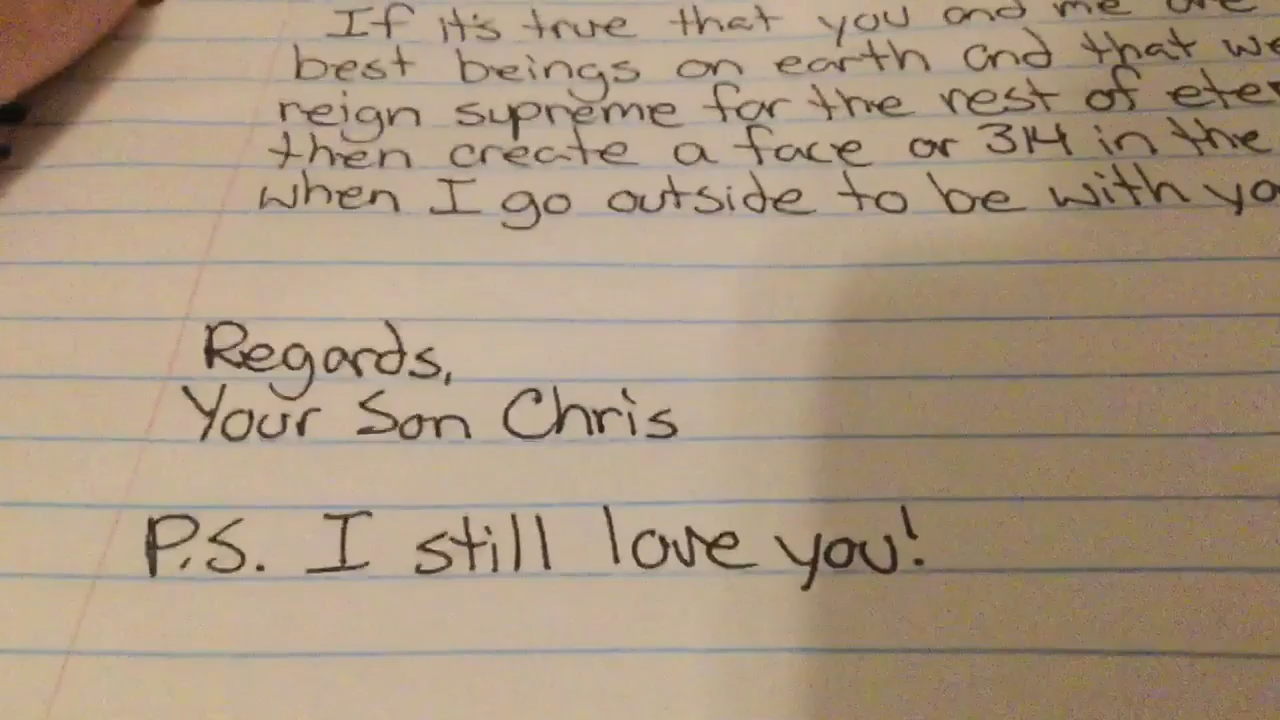 If it's true that you and me are
best beings on earth and that we
reign supreme for the rest of
then create a face or 314 in the
when I go outside to be with
Regards,
Your Son Chris
P.S. I still love you!